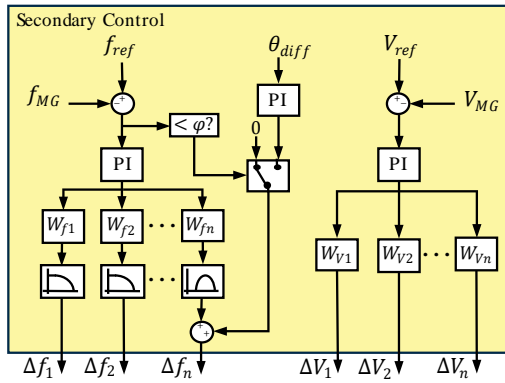 Secondary Control
f_ref
θ_diff
V_ref
f_MG
− +
PI
+ −
V_MG
< φ?
0
PI
PI
W_f1
W_f2
···
W_fn
W_V1
W_V2
···
W_Vn
···
+ +
Δf_1
Δf_2
Δf_n
ΔV_1
ΔV_2
ΔV_n